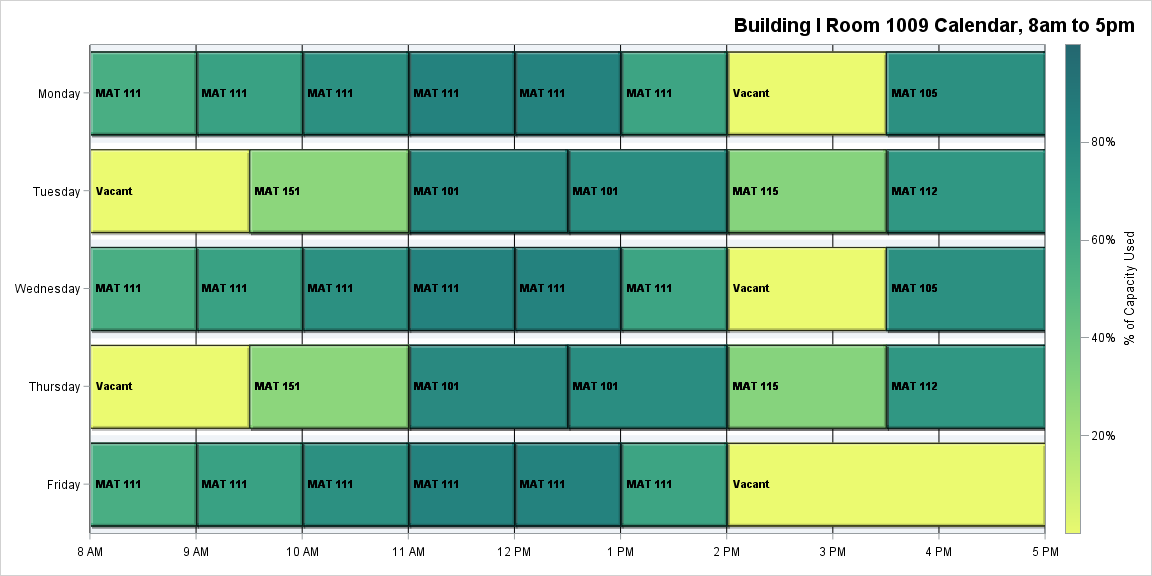 Building I Room 1009 Calendar, 8am to 5pm
Monday
MAT 111
MAT 111
MAT 111
MAT 111
MAT 111
MAT 111
Vacant
MAT 105
Tuesday
Vacant
MAT 151
MAT 101
MAT 101
MAT 115
MAT 112
Wednesday
MAT 111
MAT 111
MAT 111
MAT 111
MAT 111
MAT 111
Vacant
MAT 105
Thursday
Vacant
MAT 151
MAT 101
MAT 101
MAT 115
MAT 112
Friday
MAT 111
MAT 111
MAT 111
MAT 111
MAT 111
MAT 111
Vacant
8 AM
9 AM
10 AM
11 AM
12 PM
1 PM
2 PM
3 PM
4 PM
5 PM
80%
60%
40%
20%
% of Capacity Used